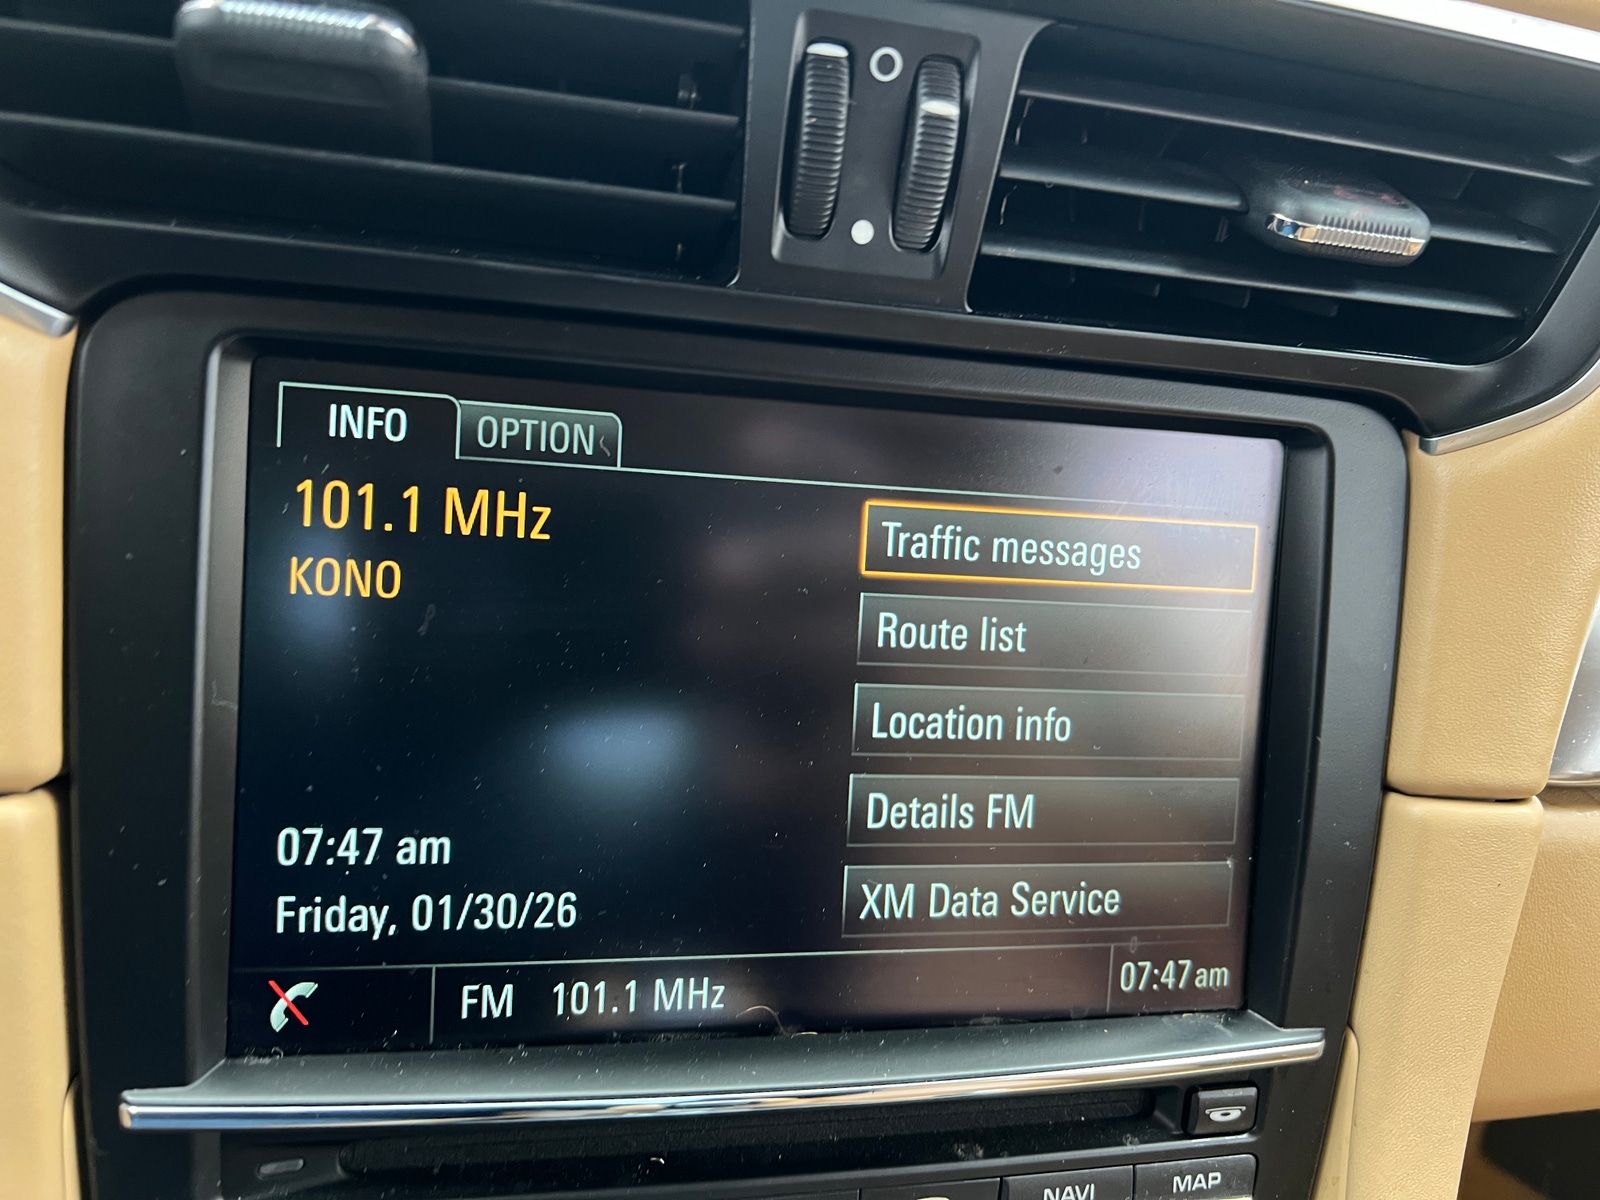 INFO
OPTION
101.1 MHz
KONO
Traffic messages
Route list
Location info
Details FM
XM Data Service
07:47 am
Friday, 01/30/26
FM 101.1 MHz
07:47 am
NAVI
MAP